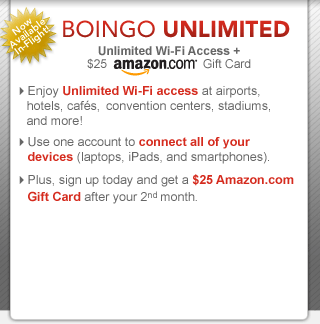 Now
Available
In-Flight!
BOINGO UNLIMITED
Unlimited Wi-Fi Access +
$25 amazon.com Gift Card
Enjoy Unlimited Wi-Fi access at airports,
hotels, cafés, convention centers, stadiums,
and more!
Use one account to connect all of your
devices (laptops, iPads, and smartphones).
Plus, sign up today and get a $25 Amazon.com
Gift Card after your 2nd month.